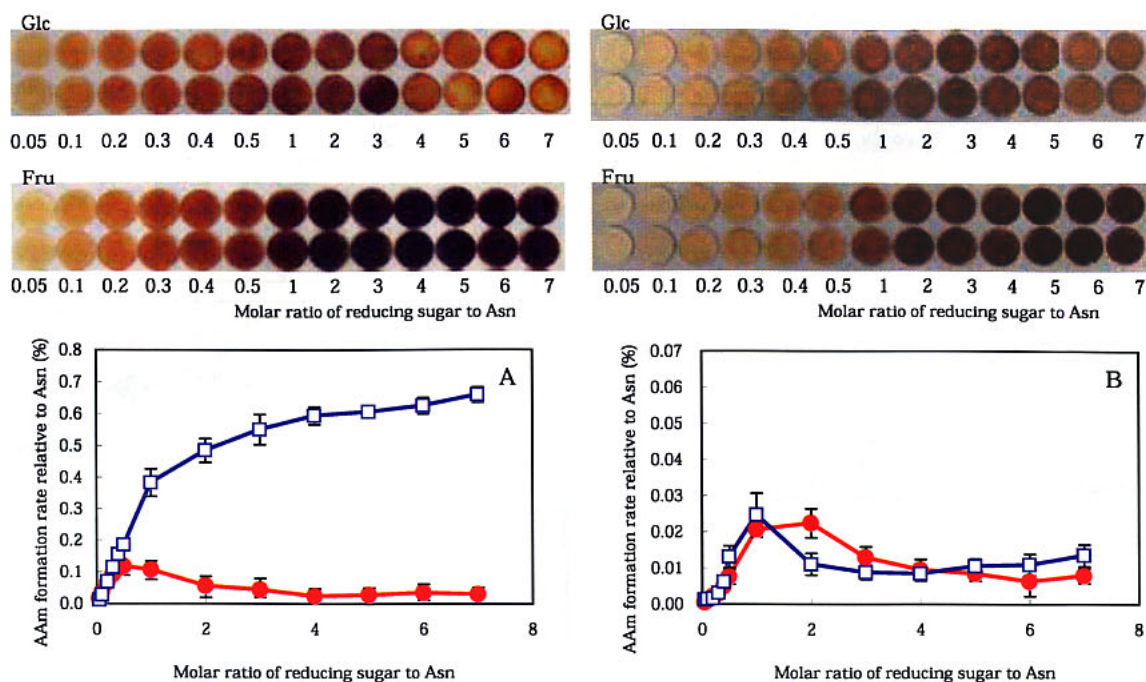 Glc
0.05 0.1 0.2 0.3 0.4 0.5 1 2 3 4 5 6 7
Fru
0.05 0.1 0.2 0.3 0.4 0.5 1 2 3 4 5 6 7
Molar ratio of reducing sugar to Asn
Glc
0.05 0.1 0.2 0.3 0.4 0.5 1 2 3 4 5 6 7
Fru
0.05 0.1 0.2 0.3 0.4 0.5 1 2 3 4 5 6 7
Molar ratio of reducing sugar to Asn
AAm formation rate relative to Asn (%)
0.8
0.7
0.6
0.5
0.4
0.3
0.2
0.1
0.0
A
0 2 4 6 8
Molar ratio of reducing sugar to Asn
AAm formation rate relative to Asn (%)
0.07
0.06
0.05
0.04
0.03
0.02
0.01
0.00
B
0 2 4 6 8
Molar ratio of reducing sugar to Asn